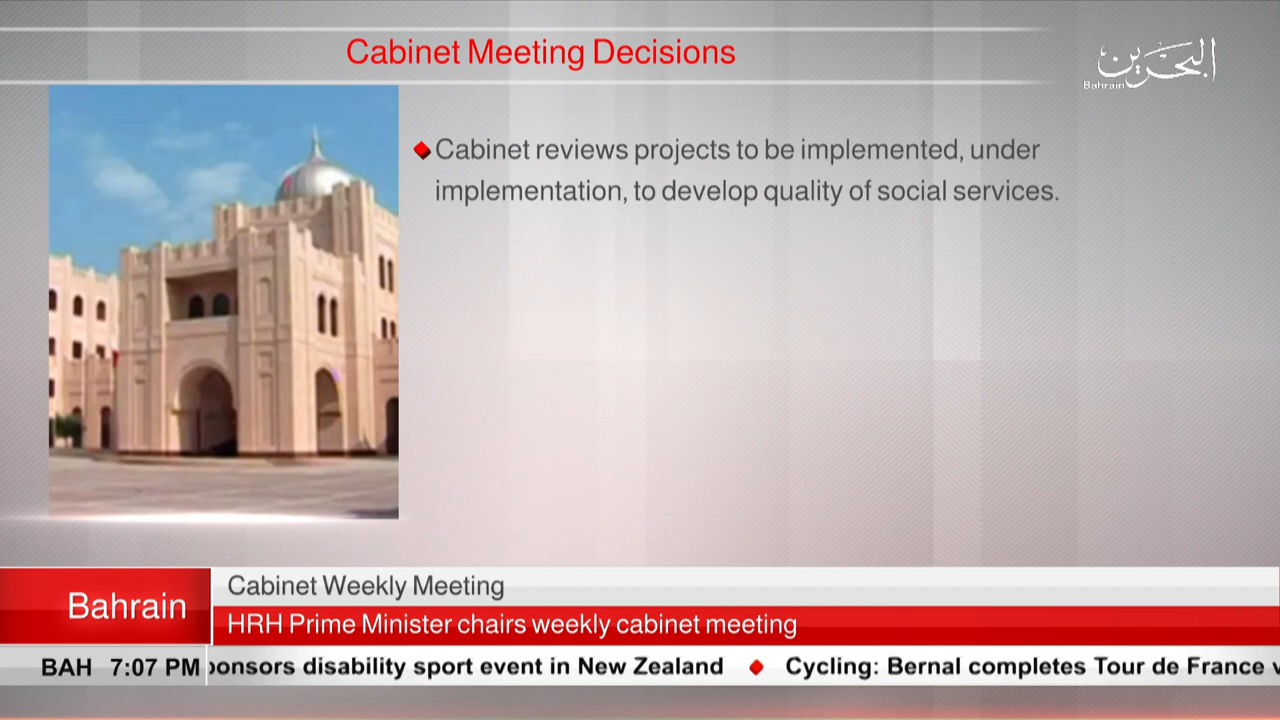 Cabinet Meeting Decisions
البحرين
Bahrain
Cabinet reviews projects to be implemented, under
implementation, to develop quality of social services.
Bahrain
Cabinet Weekly Meeting
HRH Prime Minister chairs weekly cabinet meeting
BAH 7:07 PM ponsors disability sport event in New Zealand ◆ Cycling: Bernal completes Tour de France